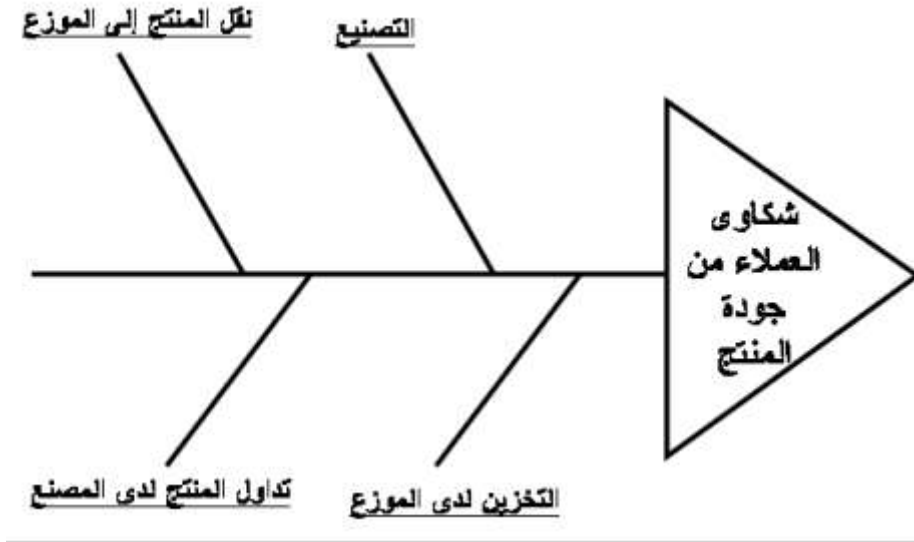 نقل المنتج إلى الموزع
التصنيع
شكاوى
العملاء من
جودة
المنتج
تداول المنتج لدى المصنع
التخزين لدى الموزع